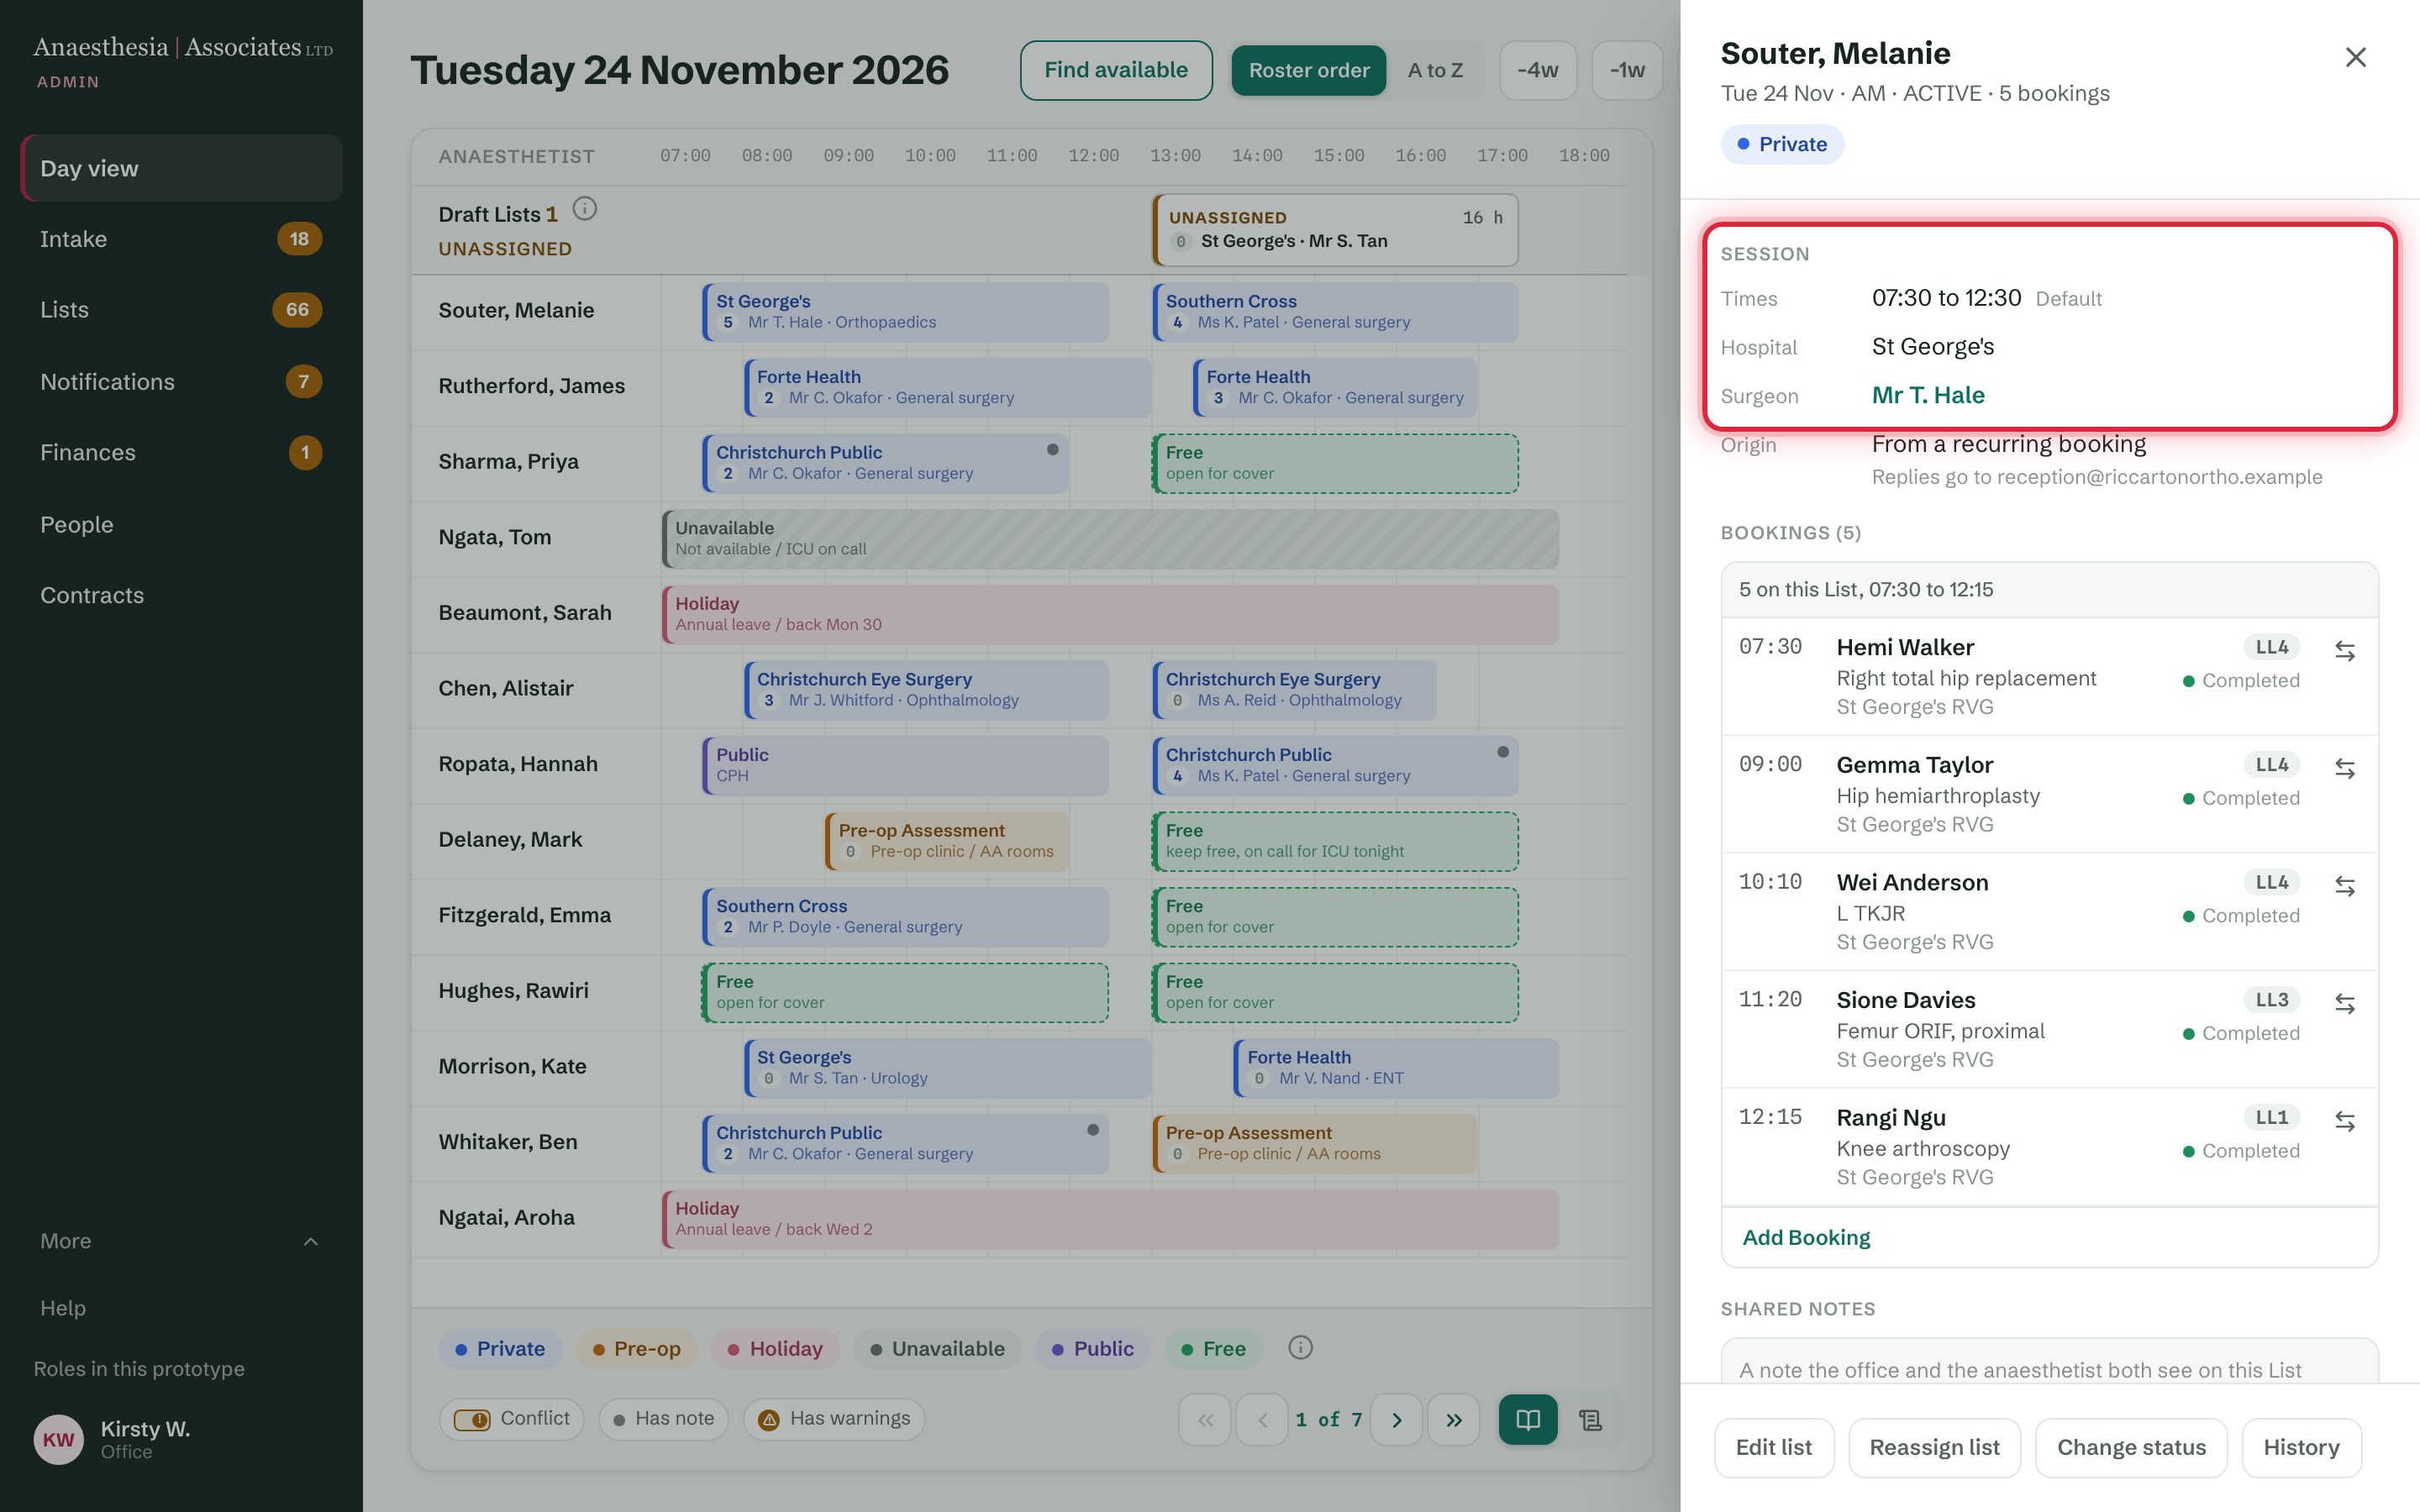 Anaesthesia | Associates LTD
ADMIN
Day view
Intake 18
Lists 66
Notifications 7
Finances 1
People
Contracts
More
Help
Roles in this prototype
KW Kirsty W.
Office
Tuesday 24 November 2026
Find available
Roster order
A to Z
-4w
-1w
ANAESTHETIST 07:00 08:00 09:00 10:00 11:00 12:00 13:00 14:00 15:00 16:00 17:00 18:00
Draft Lists 1
UNASSIGNED
UNASSIGNED 16 h
0 St George's · Mr S. Tan
Souter, Melanie
St George's
5 Mr T. Hale · Orthopaedics
Southern Cross
4 Ms K. Patel · General surgery
Rutherford, James
Forte Health
2 Mr C. Okafor · General surgery
Forte Health
3 Mr C. Okafor · General surgery
Sharma, Priya
Christchurch Public
2 Mr C. Okafor · General surgery
Free
open for cover
Ngata, Tom
Unavailable
Not available / ICU on call
Beaumont, Sarah
Holiday
Annual leave / back Mon 30
Chen, Alistair
Christchurch Eye Surgery
3 Mr J. Whitford · Ophthalmology
Christchurch Eye Surgery
0 Ms A. Reid · Ophthalmology
Ropata, Hannah
Public
CPH
Christchurch Public
4 Ms K. Patel · General surgery
Delaney, Mark
Pre-op Assessment
0 Pre-op clinic / AA rooms
Free
keep free, on call for ICU tonight
Fitzgerald, Emma
Southern Cross
2 Mr P. Doyle · General surgery
Free
open for cover
Hughes, Rawiri
Free
open for cover
Free
open for cover
Morrison, Kate
St George's
0 Mr S. Tan · Urology
Forte Health
0 Mr V. Nand · ENT
Whitaker, Ben
Christchurch Public
2 Mr C. Okafor · General surgery
Pre-op Assessment
0 Pre-op clinic / AA rooms
Ngatai, Aroha
Holiday
Annual leave / back Wed 2
Private Pre-op Holiday Unavailable Public Free
Conflict Has note Has warnings
1 of 7
Souter, Melanie
Tue 24 Nov · AM · ACTIVE · 5 bookings
Private
SESSION
Times 07:30 to 12:30 Default
Hospital St George's
Surgeon Mr T. Hale
Origin From a recurring booking
Replies go to reception@riccartonortho.example
BOOKINGS (5)
5 on this List, 07:30 to 12:15
07:30 Hemi Walker LL4
Right total hip replacement Completed
St George's RVG
09:00 Gemma Taylor LL4
Hip hemiarthroplasty Completed
St George's RVG
10:10 Wei Anderson LL4
L TKJR Completed
St George's RVG
11:20 Sione Davies LL3
Femur ORIF, proximal Completed
St George's RVG
12:15 Rangi Ngu LL1
Knee arthroscopy Completed
St George's RVG
Add Booking
SHARED NOTES
A note the office and the anaesthetist both see on this List
Edit list
Reassign list
Change status
History